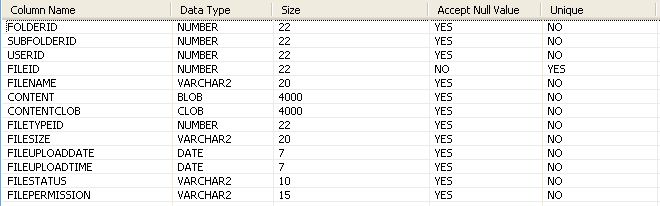 Column Name Data Type Size Accept Null Value Unique
FOLDERID NUMBER 22 YES NO
SUBFOLDERID NUMBER 22 YES NO
USERID NUMBER 22 YES NO
FILEID NUMBER 22 NO YES
FILENAME VARCHAR2 20 YES NO
CONTENT BLOB 4000 YES NO
CONTENTCLOB CLOB 4000 YES NO
FILETYPEID NUMBER 22 YES NO
FILESIZE VARCHAR2 20 YES NO
FILEUPLOADDATE DATE 7 YES NO
FILEUPLOADTIME DATE 7 YES NO
FILESTATUS VARCHAR2 10 YES NO
FILEPERMISSION VARCHAR2 15 YES NO